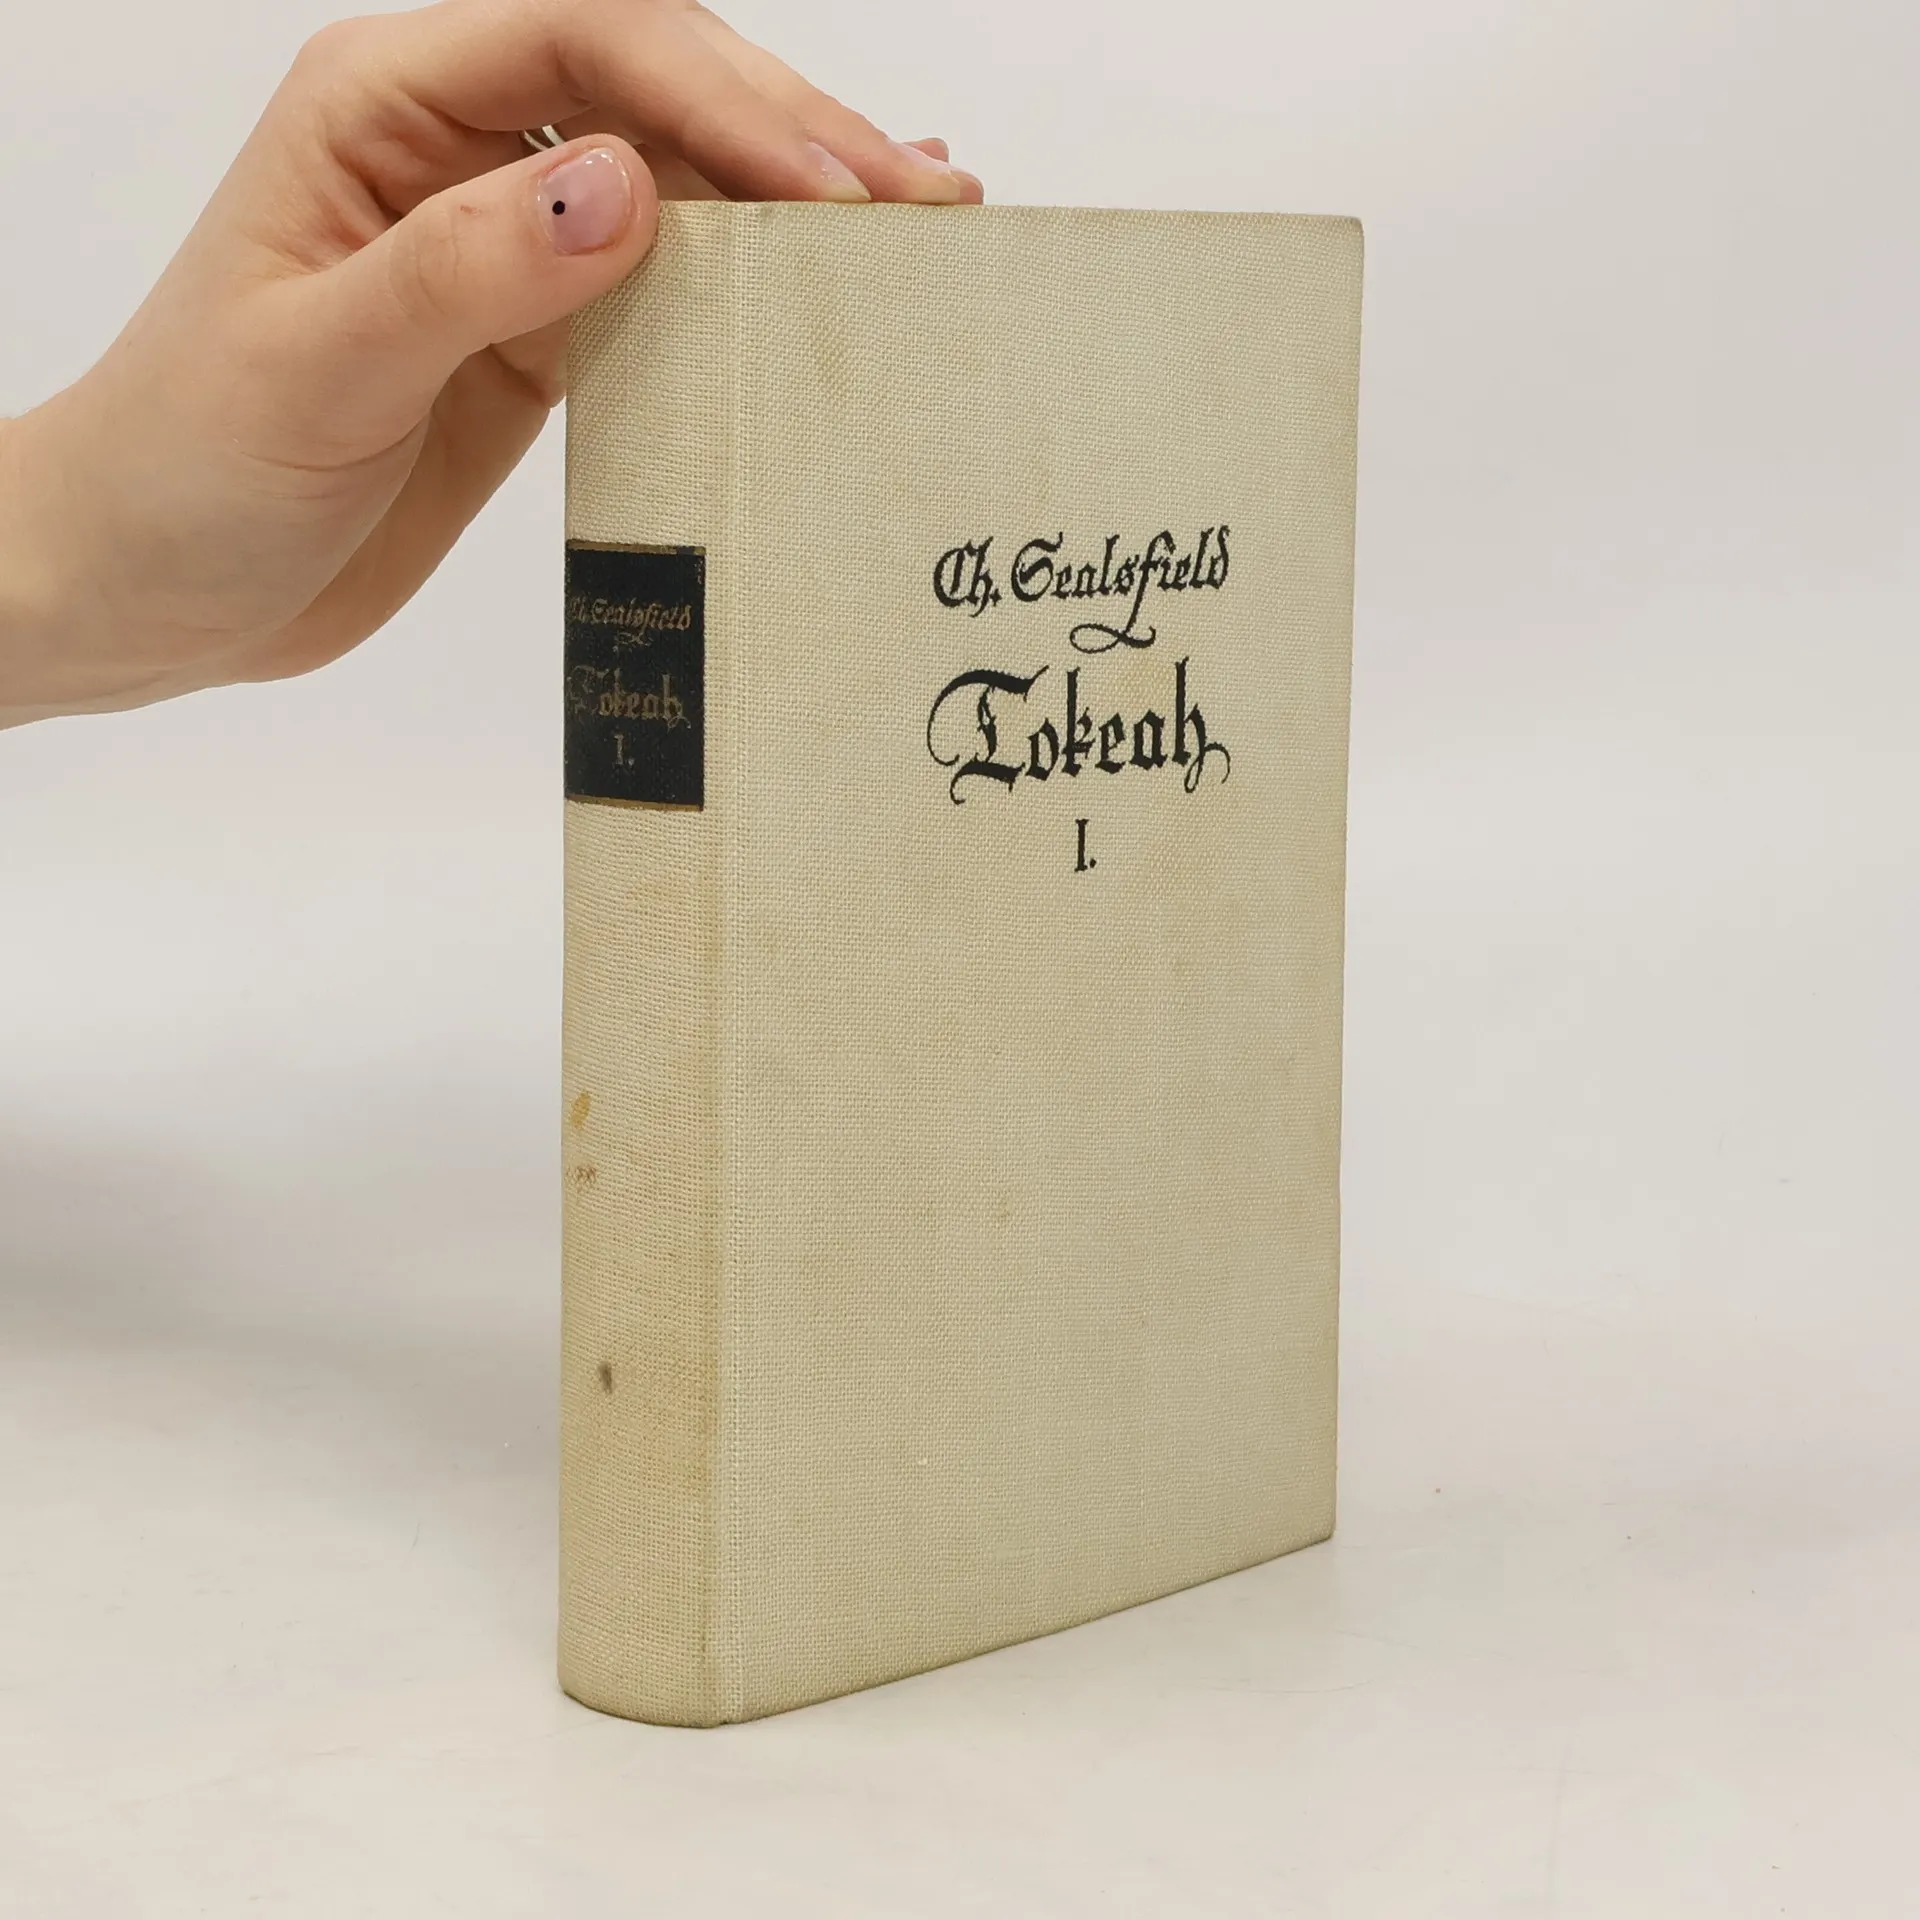 Ch. Sealsfield
Tokeah
I.
Ch. Sealsfield
Tokeah
I.